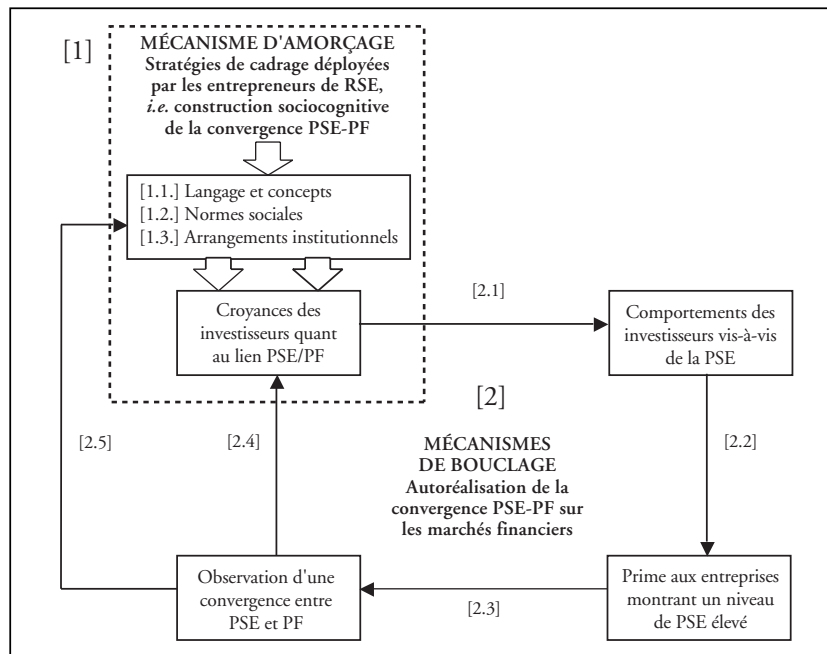 [1]
MÉCANISME D'AMORÇAGE
Stratégies de cadrage déployées
par les entrepreneurs de RSE,
i.e. construction sociocognitive
de la convergence PSE-PF
[1.1.] Langage et concepts
[1.2.] Normes sociales
[1.3.] Arrangements institutionnels
Croyances des
investisseurs quant
au lien PSE/PF
[2.1]
Comportements des
investisseurs vis-à-vis
de la PSE
[2.5]
[2.4]
[2]
MÉCANISMES
DE BOUCLAGE
Autoréalisation de la
convergence PSE-PF sur
les marchés financiers
[2.2]
Observation d'une
convergence entre
PSE et PF
[2.3]
Prime aux entreprises
montrant un niveau
de PSE élevé